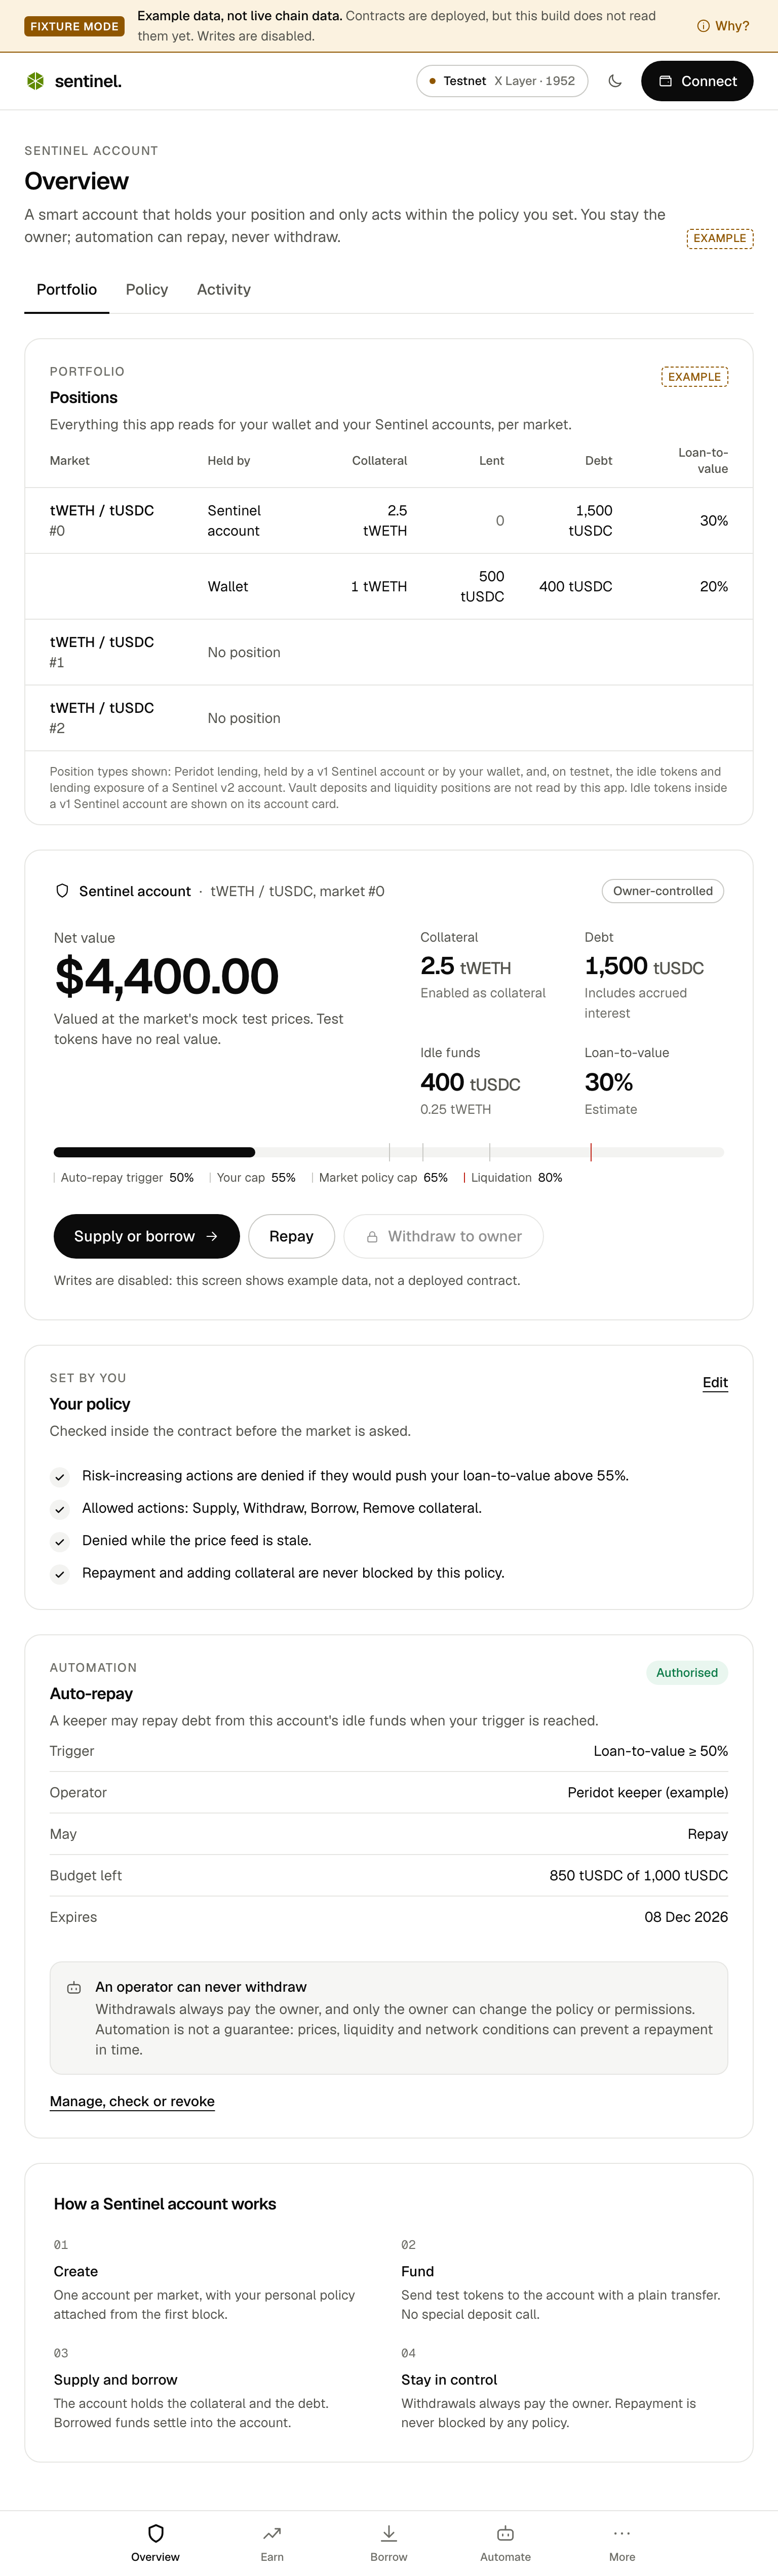 FIXTURE MODE
Example data, not live chain data. Contracts are deployed, but this build does not read
them yet. Writes are disabled.
Why?
sentinel.
Testnet X Layer · 1952
Connect
SENTINEL ACCOUNT
Overview
A smart account that holds your position and only acts within the policy you set. You stay the
owner; automation can repay, never withdraw.
EXAMPLE
Portfolio Policy Activity
PORTFOLIO
EXAMPLE
Positions
Everything this app reads for your wallet and your Sentinel accounts, per market.
Market Held by Collateral Lent Debt Loan-to-
value
tWETH / tUSDC Sentinel 2.5 0 1,500 30%
#0 account tWETH tUSDC
Wallet 1 tWETH 500 400 tUSDC 20%
tUSDC
tWETH / tUSDC No position
#1
tWETH / tUSDC No position
#2
Position types shown: Peridot lending, held by a v1 Sentinel account or by your wallet, and, on testnet, the idle tokens and
lending exposure of a Sentinel v2 account. Vault deposits and liquidity positions are not read by this app. Idle tokens inside
a v1 Sentinel account are shown on its account card.
Sentinel account · tWETH / tUSDC, market #0
Owner-controlled
Net value
$4,400.00
Valued at the market's mock test prices. Test
tokens have no real value.
Collateral
2.5 tWETH
Enabled as collateral
Debt
1,500 tUSDC
Includes accrued
interest
Idle funds
400 tUSDC
0.25 tWETH
Loan-to-value
30%
Estimate
Auto-repay trigger 50% Your cap 55% Market policy cap 65% Liquidation 80%
Supply or borrow → Repay Withdraw to owner
Writes are disabled: this screen shows example data, not a deployed contract.
SET BY YOU
Edit
Your policy
Checked inside the contract before the market is asked.
Risk-increasing actions are denied if they would push your loan-to-value above 55%.
Allowed actions: Supply, Withdraw, Borrow, Remove collateral.
Denied while the price feed is stale.
Repayment and adding collateral are never blocked by this policy.
AUTOMATION
Authorised
Auto-repay
A keeper may repay debt from this account's idle funds when your trigger is reached.
Trigger Loan-to-value ≥ 50%
Operator Peridot keeper (example)
May Repay
Budget left 850 tUSDC of 1,000 tUSDC
Expires 08 Dec 2026
An operator can never withdraw
Withdrawals always pay the owner, and only the owner can change the policy or permissions.
Automation is not a guarantee: prices, liquidity and network conditions can prevent a repayment
in time.
Manage, check or revoke
How a Sentinel account works
01
Create
One account per market, with your personal policy
attached from the first block.
02
Fund
Send test tokens to the account with a plain transfer.
No special deposit call.
03
Supply and borrow
The account holds the collateral and the debt.
Borrowed funds settle into the account.
04
Stay in control
Withdrawals always pay the owner. Repayment is
never blocked by any policy.
Overview Earn Borrow Automate More